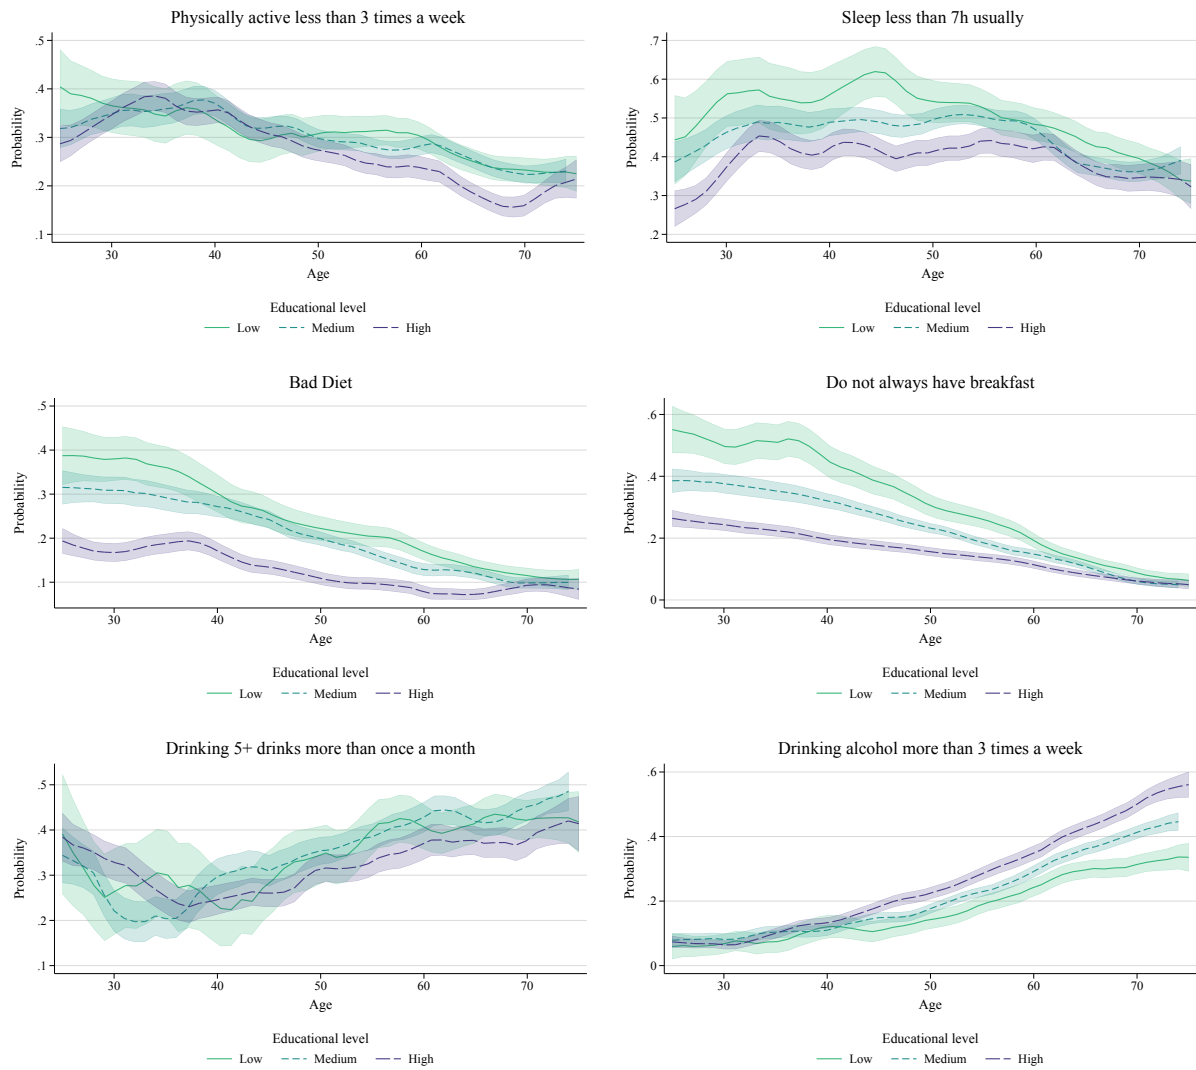 Physically active less than 3 times a week
.5
.4
.3
.2
.1
Probability
30 40 50 60 70
Age
Educational level
Low Medium High
Sleep less than 7h usually
.7
.6
.5
.4
.3
.2
Probability
30 40 50 60 70
Age
Educational level
Low Medium High
Bad Diet
.5
.4
.3
.2
.1
Probability
30 40 50 60 70
Age
Educational level
Low Medium High
Do not always have breakfast
.6
.4
.2
0
Probability
30 40 50 60 70
Age
Educational level
Low Medium High
Drinking 5+ drinks more than once a month
.5
.4
.3
.2
.1
Probability
30 40 50 60 70
Age
Educational level
Low Medium High
Drinking alcohol more than 3 times a week
.6
.4
.2
0
Probability
30 40 50 60 70
Age
Educational level
Low Medium High